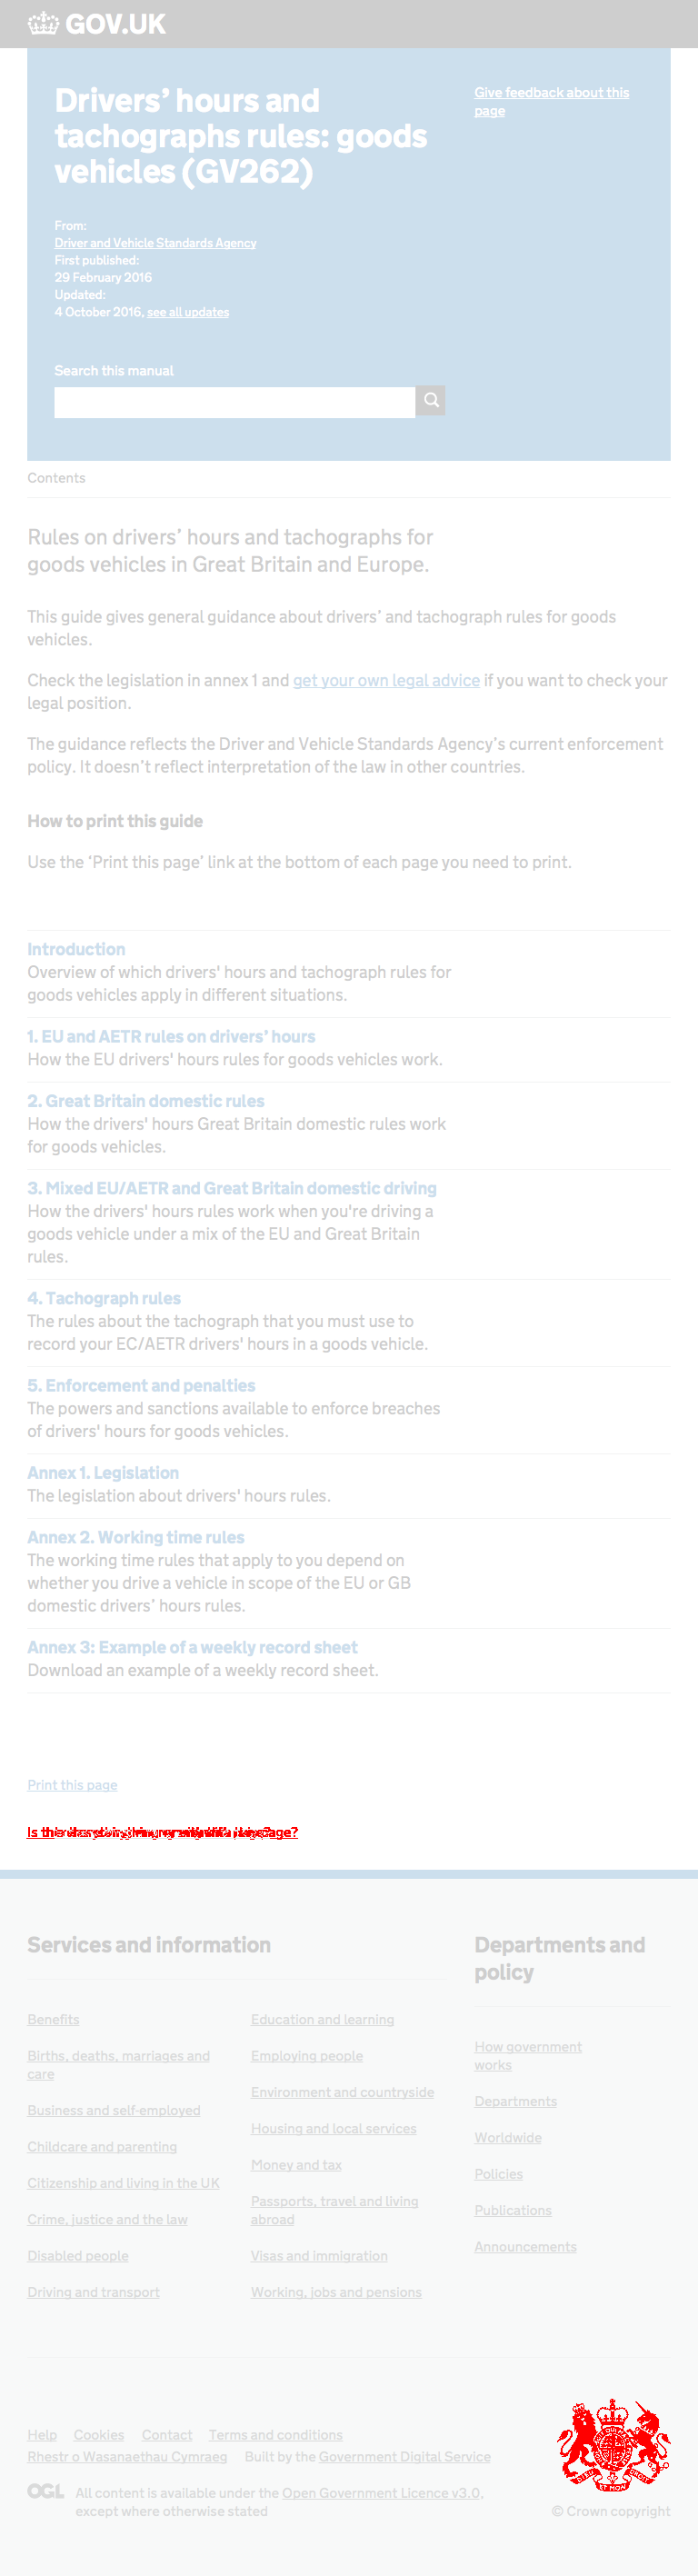 GOV.UK
Drivers’ hours and
tachographs rules: goods
vehicles (GV262)
Give feedback about this
page
From:
Driver and Vehicle Standards Agency
First published:
29 February 2016
Updated:
4 October 2016, see all updates
Search this manual
Contents
Rules on drivers’ hours and tachographs for
goods vehicles in Great Britain and Europe.
This guide gives general guidance about drivers’ and tachograph rules for goods
vehicles.
Check the legislation in annex 1 and get your own legal advice if you want to check your
legal position.
The guidance reflects the Driver and Vehicle Standards Agency’s current enforcement
policy. It doesn’t reflect interpretation of the law in other countries.
How to print this guide
Use the ‘Print this page’ link at the bottom of each page you need to print.
Introduction
Overview of which drivers' hours and tachograph rules for
goods vehicles apply in different situations.
1. EU and AETR rules on drivers’ hours
How the EU drivers' hours rules for goods vehicles work.
2. Great Britain domestic rules
How the drivers' hours Great Britain domestic rules work
for goods vehicles.
3. Mixed EU/AETR and Great Britain domestic driving
How the drivers' hours rules work when you're driving a
goods vehicle under a mix of the EU and Great Britain
rules.
4. Tachograph rules
The rules about the tachograph that you must use to
record your EC/AETR drivers' hours in a goods vehicle.
5. Enforcement and penalties
The powers and sanctions available to enforce breaches
of drivers' hours for goods vehicles.
Annex 1. Legislation
The legislation about drivers' hours rules.
Annex 2. Working time rules
The working time rules that apply to you depend on
whether you drive a vehicle in scope of the EU or GB
domestic drivers’ hours rules.
Annex 3: Example of a weekly record sheet
Download an example of a weekly record sheet.
Print this page
Services and information
Departments and
policy
Benefits
Births, deaths, marriages and
care
Business and self-employed
Childcare and parenting
Citizenship and living in the UK
Crime, justice and the law
Disabled people
Driving and transport
Education and learning
Employing people
Environment and countryside
Housing and local services
Money and tax
Passports, travel and living
abroad
Visas and immigration
Working, jobs and pensions
How government
works
Departments
Worldwide
Policies
Publications
Announcements
Help Cookies Contact Terms and conditions
Rhestr o Wasanaethau Cymraeg Built by the Government Digital Service
OGL All content is available under the Open Government Licence v3.0,
except where otherwise stated
© Crown copyright